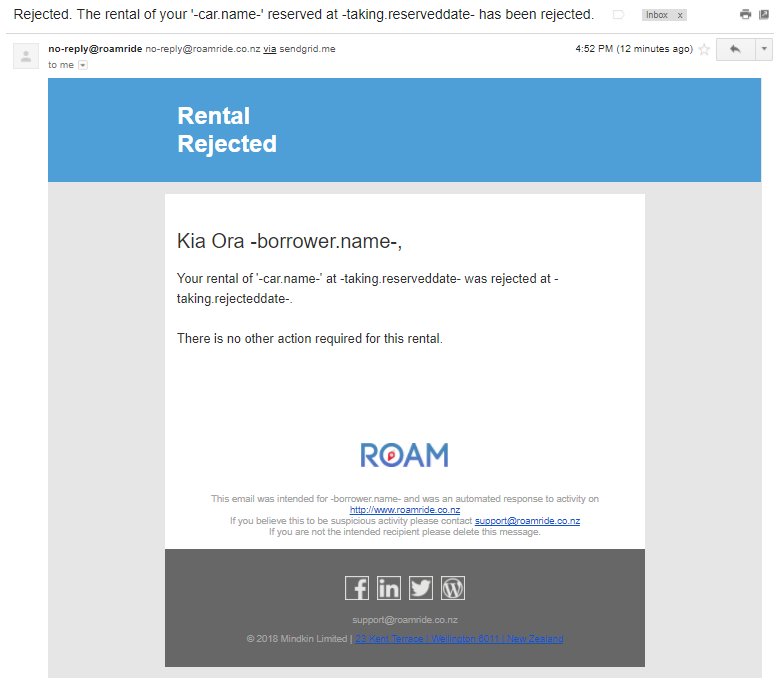 Rejected. The rental of your '-car.name-' reserved at -taking.reserveddate- has been rejected.
Inbox x
no-reply@roamride no-reply@roamride.co.nz via sendgrid.me
4:52 PM (12 minutes ago)
to me
Rental
Rejected
Kia Ora -borrower.name-,
Your rental of '-car.name-' at -taking.reserveddate- was rejected at -
taking.rejecteddate-.
There is no other action required for this rental.
ROAM
This email was intended for -borrower.name- and was an automated response to activity on
http://www.roamride.co.nz
If you believe this to be suspicious activity please contact support@roamride.co.nz
If you are not the intended recipient please delete this message.
support@roamride.co.nz
© 2018 Mindkin Limited | 29 Kent Terrace | Wellington 6011 | New Zealand